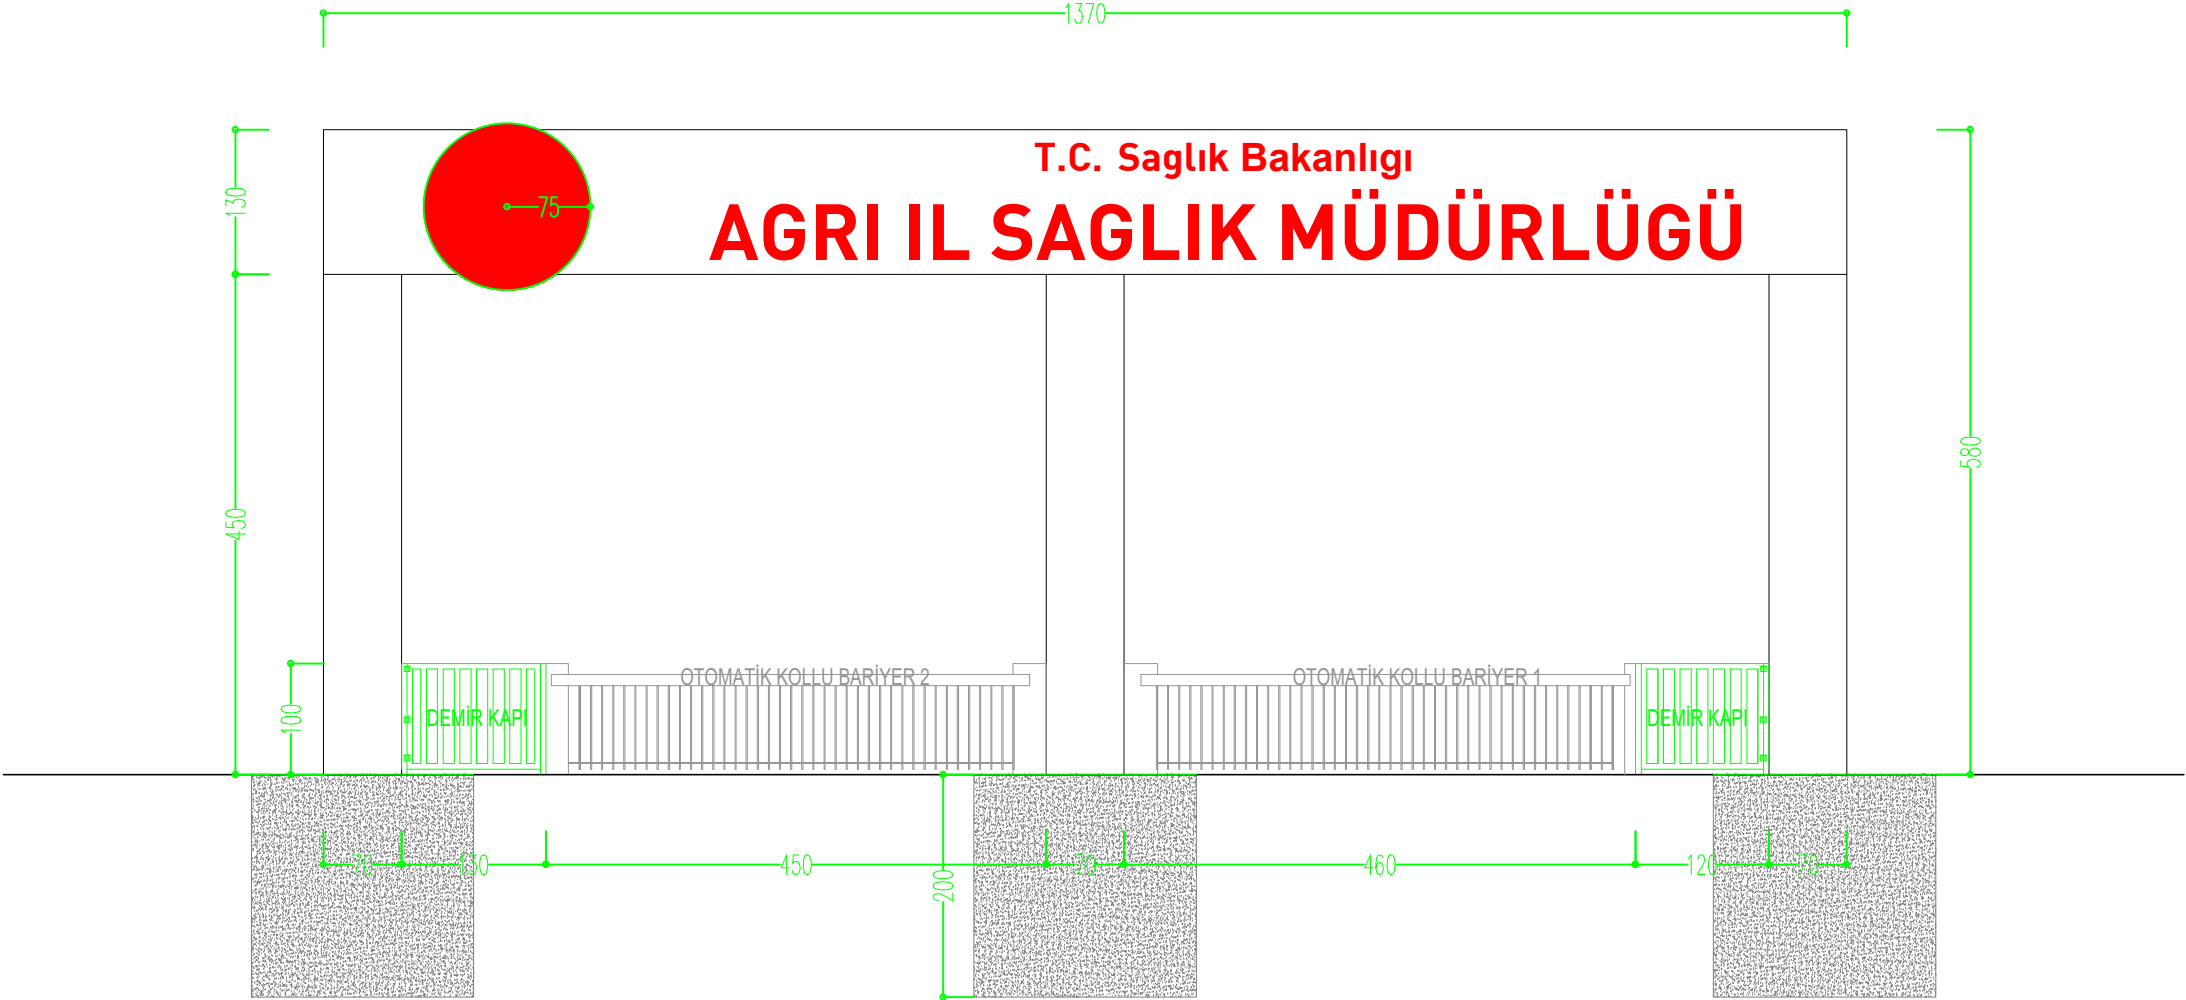 1370
T.C. Saglık Bakanlıgı
130
75
AGRI IL SAGLIK MÜDÜRLÜGÜ
580
450
OTOMATİK KOLLU BARİYER 2
OTOMATİK KOLLU BARİYER 1
100
DEMİR KAPI
DEMİR KAPI
70 130 450 70 460 120 70
200